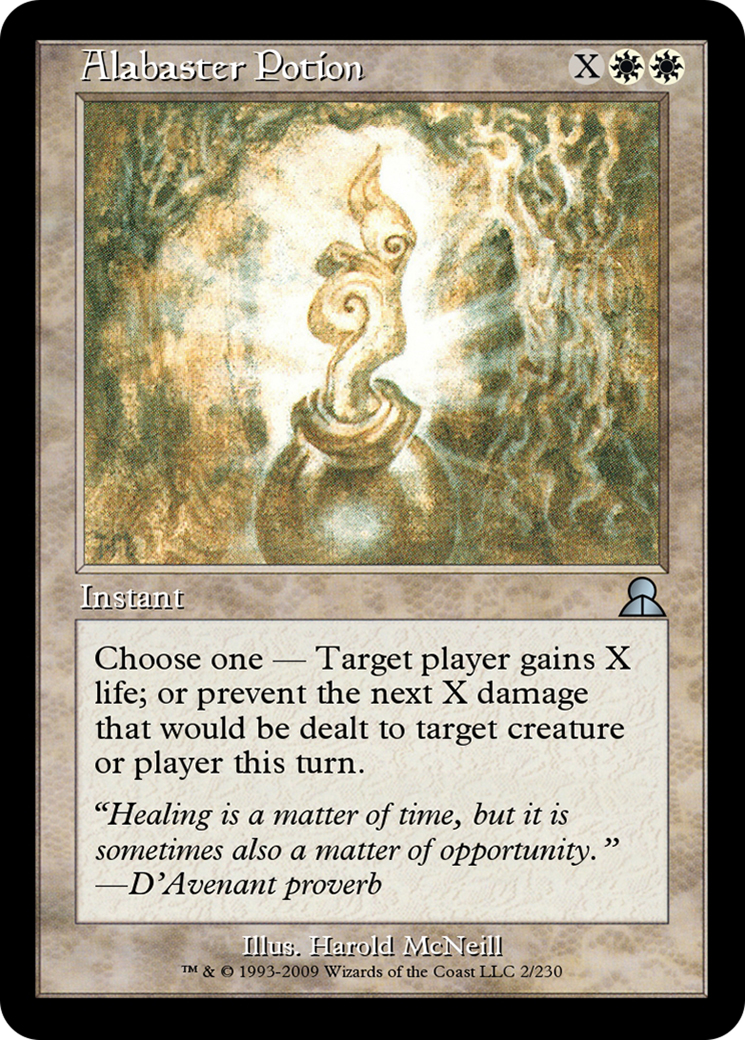 Alabaster Potion X
Instant
Choose one — Target player gains X
life; or prevent the next X damage
that would be dealt to target creature
or player this turn.
“Healing is a matter of time, but it is
sometimes also a matter of opportunity.”
—D’Avenant proverb
Illus. Harold McNeill
™ & © 1993-2009 Wizards of the Coast LLC 2/230